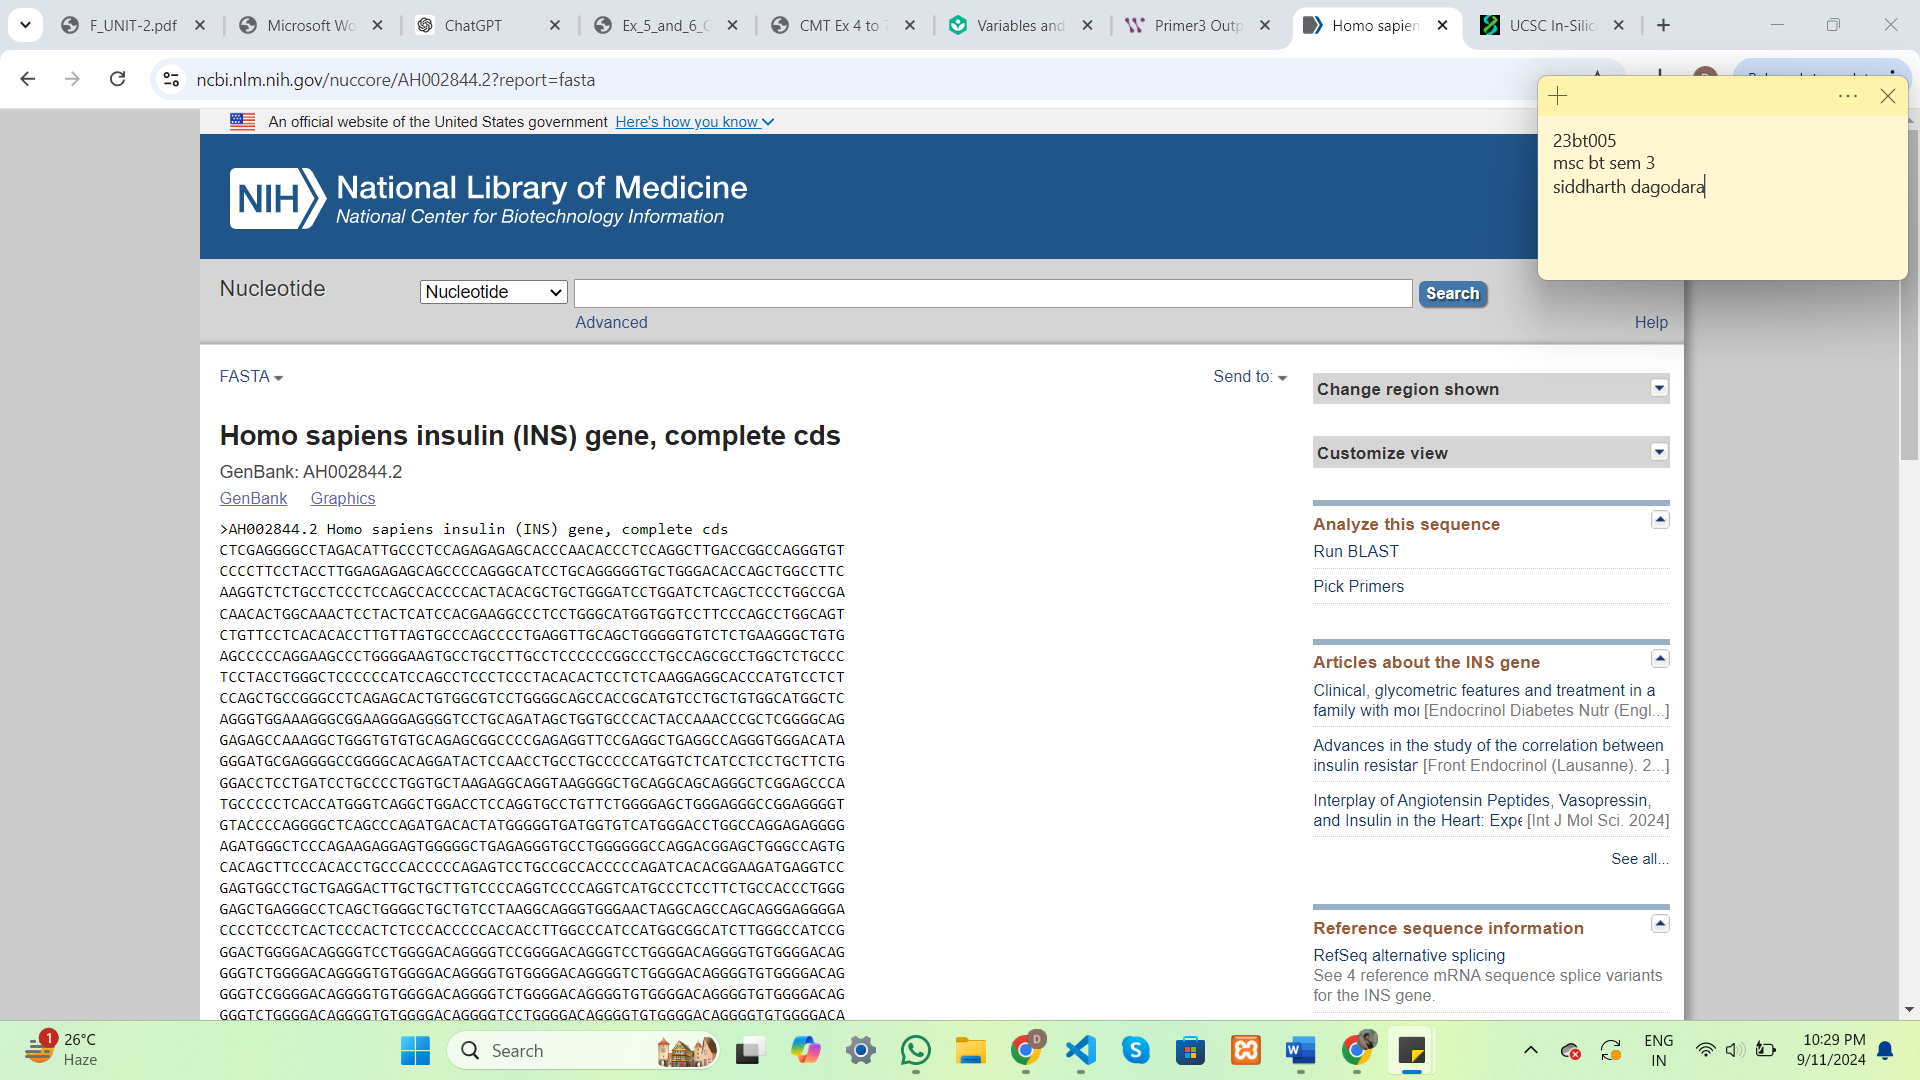 F_UNIT-2.pdf
Microsoft Wo
ChatGPT
Ex_5_and_6_C
CMT Ex 4 to 7
Variables and
Primer3 Outp
Homo sapien
UCSC In-Silic
ncbi.nlm.nih.gov/nuccore/AH002844.2?report=fasta
23bt005
msc bt sem 3
siddharth dagodara
An official website of the United States government Here's how you know
NIH National Library of Medicine
National Center for Biotechnology Information
Nucleotide
Nucleotide
Search
Advanced
Help
FASTA
Send to:
Homo sapiens insulin (INS) gene, complete cds
GenBank: AH002844.2
GenBank Graphics
>AH002844.2 Homo sapiens insulin (INS) gene, complete cds
CTCGAGGGGCCTAGACATTGCCCTCCAGAGAGAGCACCCAACACCCTCCAGGCTTGACCGGCCAGGGTGT
CCCCTTCCTACCTTGGAGAGAGCAGCCCCAGGGCATCCTGCAGGGGGTGCTGGGACACCAGCTGGCCTTC
AAGGTCTCTGCCTCCCTCCAGCCACCCCACTACACGCTGCTGGGATCCTGGATCTCAGCTCCCTGGCCGA
CAACACTGGCAAACTCCTACTCATCCACGAAGGCCCTCCTGGGCATGGTGGTCCTTCCCAGCCTGGCAGT
CTGTTCCTCACACACCTTGTTAGTGCCCAGCCCCTGAGGTTGCAGCTGGGGGTGTCTCTGAAGGGCTGTG
AGCCCCCAGGAAGCCCTGGGGAAGTGCCTGCCTTGCCTCCCCCCGGCCCTGCCAGCGCCTGGCTCTGCCC
TCCTACCTGGGCTCCCCCCATCCAGCCTCCCTCCCTACACACTCCTCTCAAGGAGGCACCCATGTCCTCT
CCAGCTGCCGGGCCTCAGAGCACTGTGGCGTCCTGGGGCAGCCACCGCATGTCCTGCTGTGGCATGGCTC
AGGGTGGAAAGGGCGGAAGGGAGGGGTCCTGCAGATAGCTGGTGCCCACTACCAAACCCGCTCGGGGCAG
GAGAGCCAAAGGCTGGGTGTGTGCAGAGCGGCCCCGAGAGGTTCCGAGGCTGAGGCCAGGGTGGGACATA
GGGATGCGAGGGGCCGGGGCACAGGATACTCCAACCTGCCTGCCCCCATGGTCTCATCCTCCTGCTTCTG
GGACCTCCTGATCCTGCCCCTGGTGCTAAGAGGCAGGTAAGGGGCTGCAGGCAGCAGGGCTCGGAGCCCA
TGCCCCCTCACCATGGGTCAGGCTGGACCTCCAGGTGCCTGTTCTGGGGAGCTGGGAGGGCCGGAGGGGT
GTACCCCAGGGGCTCAGCCCAGATGACACTATGGGGGTGATGGTGTCATGGGACCTGGCCAGGAGAGGGG
AGATGGGCTCCCAGAAGAGGAGTGGGGGCTGAGAGGGTGCCTGGGGGGCCAGGACGGAGCTGGGCCAGTG
CACAGCTTCCCACACCTGCCCACCCCCAGAGTCCTGCCGCCACCCCCAGATCACACGGAAGATGAGGTCC
GAGTGGCCTGCTGAGGACTTGCTGCTTGTCCCCAGGTCCCCAGGTCATGCCCTCCTTCTGCCACCCTGGG
GAGCTGAGGGCCTCAGCTGGGGCTGCTGTCCTAAGGCAGGGTGGGAACTAGGCAGCCAGCAGGGAGGGGA
CCCCTCCCTCACTCCCACTCTCCCACCCCCACCACCTTGGCCCATCCATGGCGGCATCTTGGGCCATCCG
GGACTGGGGACAGGGGTCCTGGGGACAGGGGTCCGGGGACAGGGTCCTGGGGACAGGGGTGTGGGGACAG
GGGTCTGGGGACAGGGGTGTGGGGACAGGGGTGTGGGGACAGGGGTCTGGGGACAGGGGTGTGGGGACAG
GGGTCCGGGGACAGGGGTGTGGGGACAGGGGTCTGGGGACAGGGGTGTGGGGACAGGGGTGTGGGGACAG
GGGTCTGGGGACAGGGGTGTGGGGACAGGGGTCCTGGGGACAGGGGTGTGGGGACAGGGGTGTGGGGACA
Change region shown
Customize view
Analyze this sequence
Run BLAST
Pick Primers
Articles about the INS gene
Clinical, glycometric features and treatment in a
family with mor [Endocrinol Diabetes Nutr (Engl...]
Advances in the study of the correlation between
insulin resistar [Front Endocrinol (Lausanne). 2...]
Interplay of Angiotensin Peptides, Vasopressin,
and Insulin in the Heart: Expe [Int J Mol Sci. 2024]
See all...
Reference sequence information
RefSeq alternative splicing
See 4 reference mRNA sequence splice variants
for the INS gene.
1
26°C
Haze
Search
D
ENG
IN
10:29 PM
9/11/2024